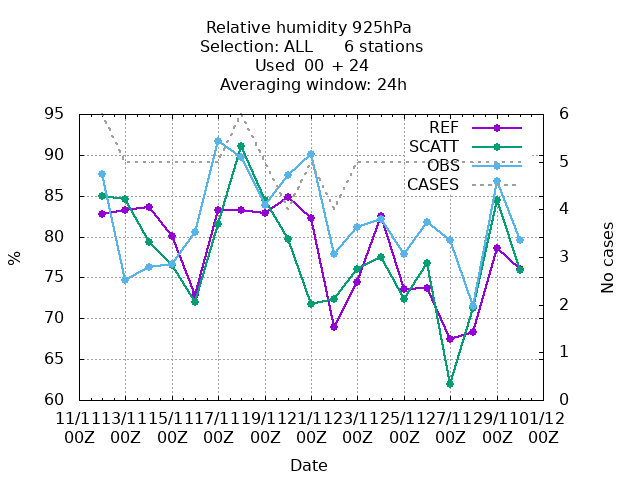 Relative humidity 925hPa
Selection: ALL 6 stations
Used 00 + 24
Averaging window: 24h
95 6
REF
SCATT
90 5
OBS
CASES
85 4
80
%
No cases
75 3
70 2
65 1
60 0
11/11 13/11 15/11 17/11 19/11 21/11 23/11 25/11 27/11 29/11 01/12
00Z 00Z 00Z 00Z 00Z 00Z 00Z 00Z 00Z 00Z 00Z
Date